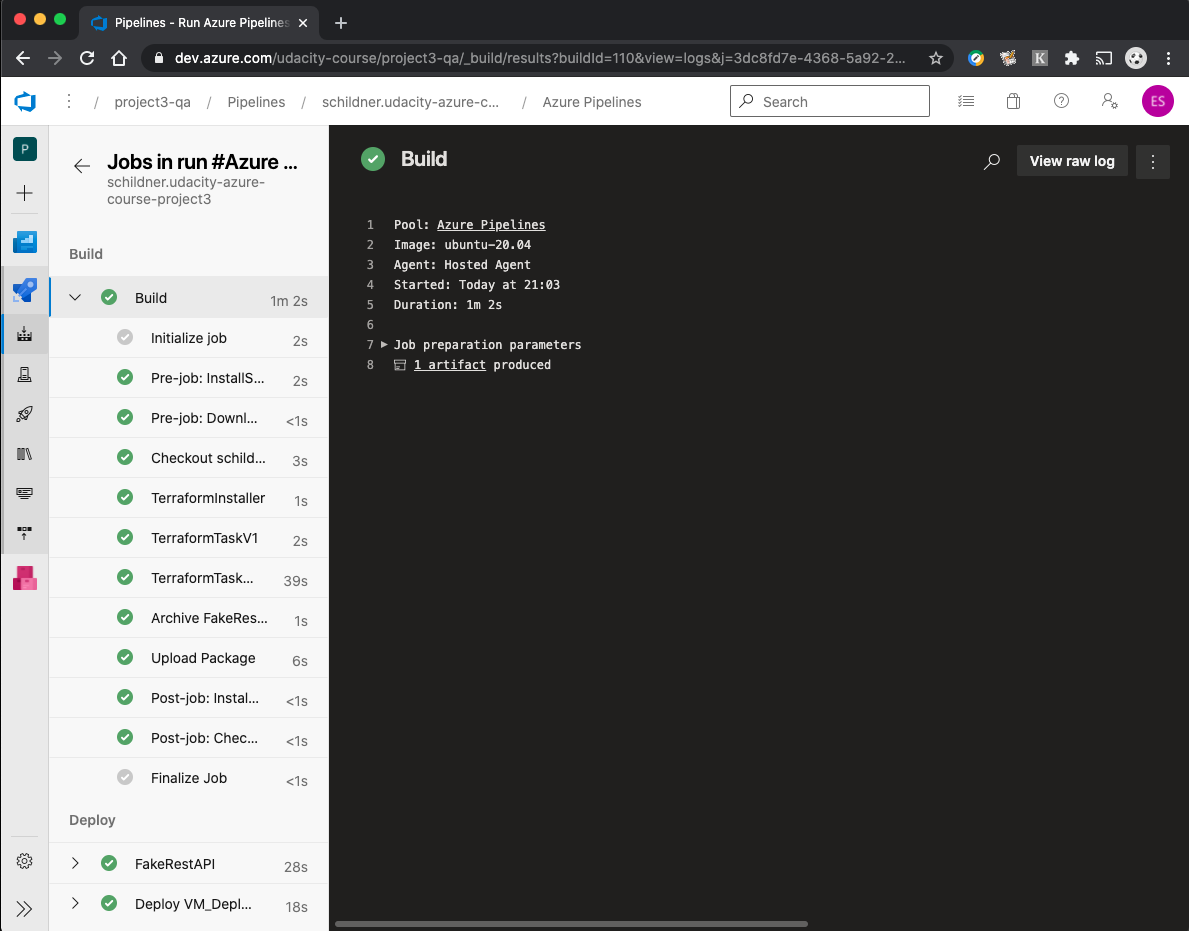 Pipelines - Run Azure Pipelines
dev.azure.com/udacity-course/project3-qa/_build/results?buildId=110&view=logs&j=3dc8fd7e-4368-5a92-2...
K
/ project3-qa / Pipelines / schildner.udacity-azure-c... / Azure Pipelines
Search
ES
P
Jobs in run #Azure ...
schildner.udacity-azure-
course-project3
Build
Build 1m 2s
Initialize job 2s
Pre-job: InstallS... 2s
Pre-job: Downl... <1s
Checkout schild... 3s
TerraformInstaller 1s
TerraformTaskV1 2s
TerraformTask... 39s
Archive FakeRes... 1s
Upload Package 6s
Post-job: Instal... <1s
Post-job: Chec... <1s
Finalize Job <1s
Deploy
FakeRestAPI 28s
Deploy VM_Depl... 18s
Build
View raw log
1 Pool: Azure Pipelines
2 Image: ubuntu-20.04
3 Agent: Hosted Agent
4 Started: Today at 21:03
5 Duration: 1m 2s
6
7 Job preparation parameters
8 1 artifact produced